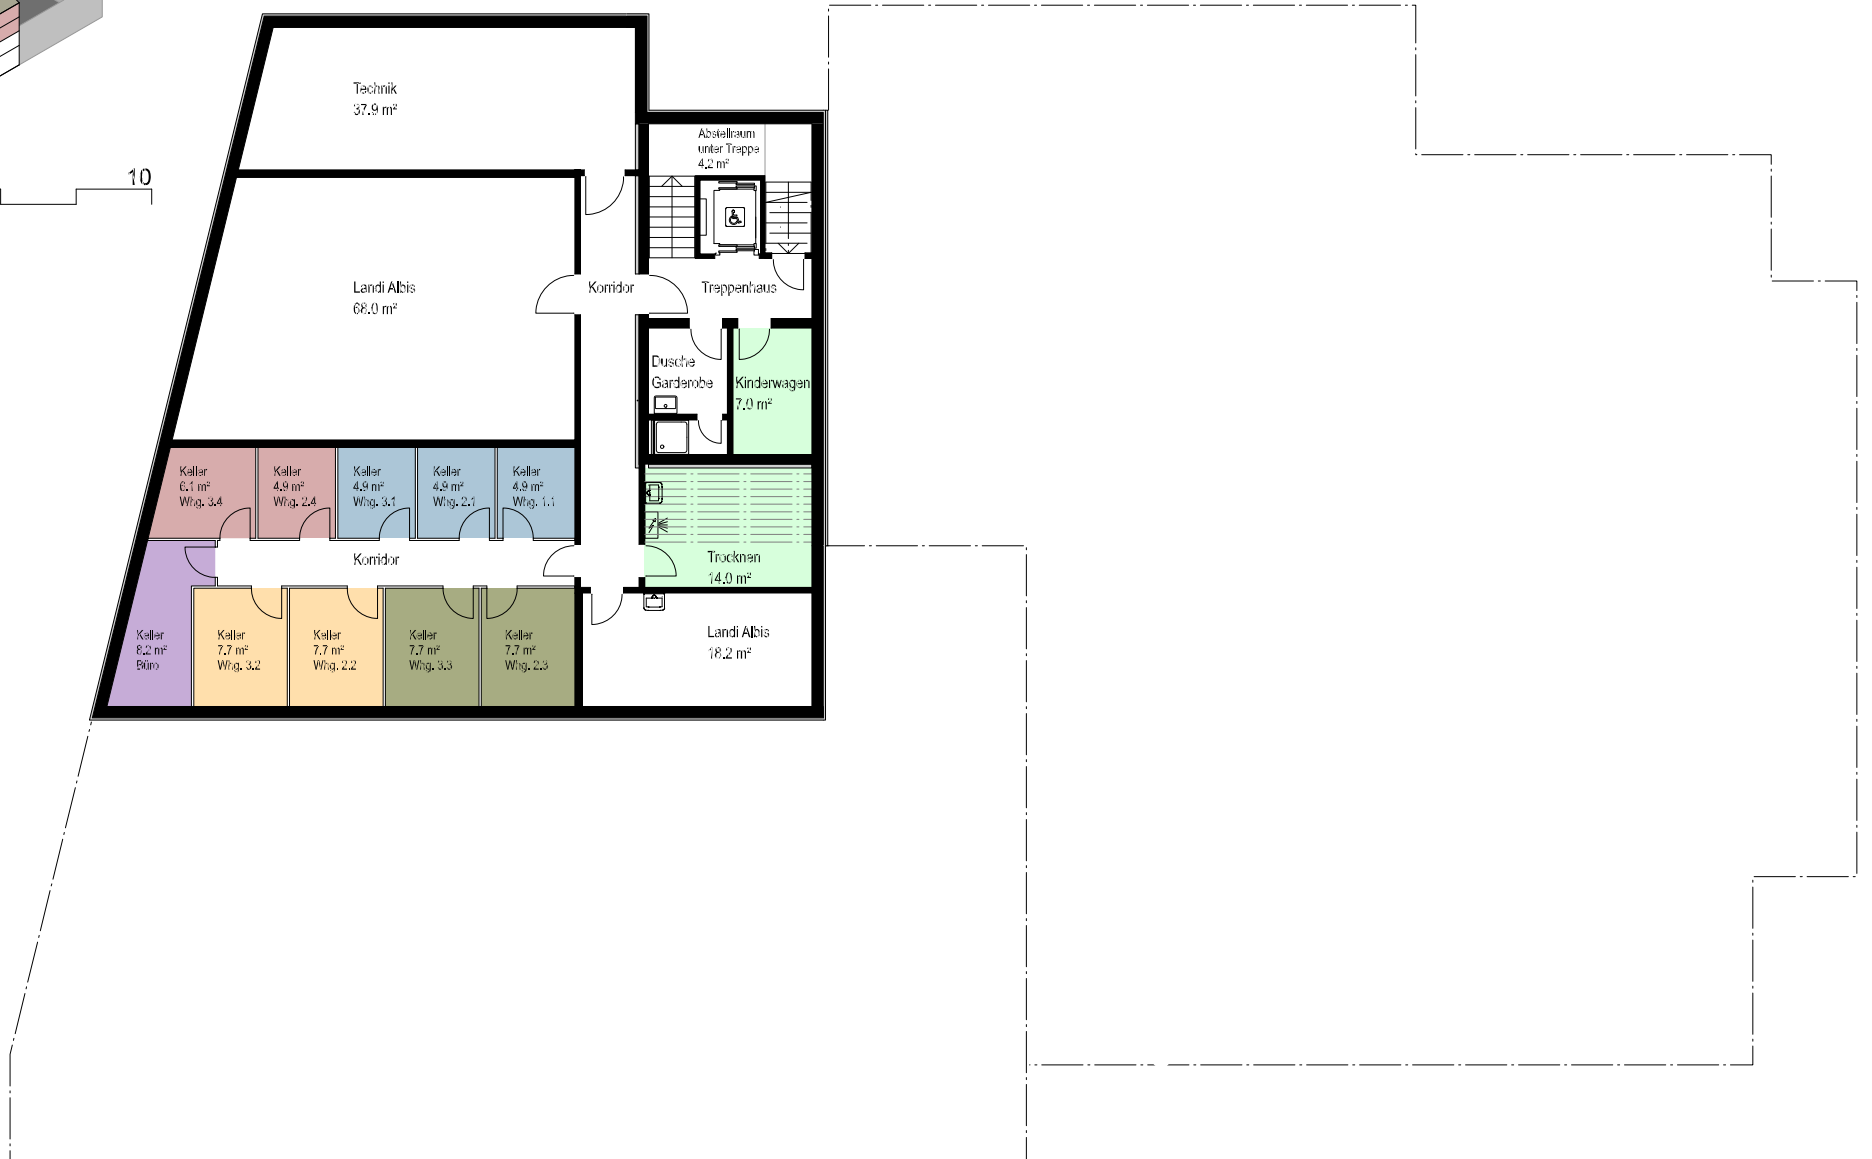 Technik
37.9 m²
Abstellraum
unter Treppe
4.2 m²
10
Landi Albis
68.0 m²
Korridor
Treppenhaus
Dusche
Garderobe
Kinderwagen
7.0 m²
Keller
6.1 m²
Whg. 3.4
Keller
4.9 m²
Whg. 2.4
Keller
4.9 m²
Whg. 3.1
Keller
4.9 m²
Whg. 2.1
Keller
4.9 m²
Whg. 1.1
Korridor
Trocknen
14.0 m²
Keller
8.2 m²
Büro
Keller
7.7 m²
Whg. 3.2
Keller
7.7 m²
Whg. 2.2
Keller
7.7 m²
Whg. 3.3
Keller
7.7 m²
Whg. 2.3
Landi Albis
18.2 m²